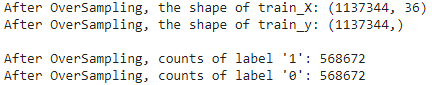 After OverSampling, the shape of train_X: (1137344, 36)
After OverSampling, the shape of train_y: (1137344,)
After OverSampling, counts of label '1': 568672
After OverSampling, counts of label '0': 568672